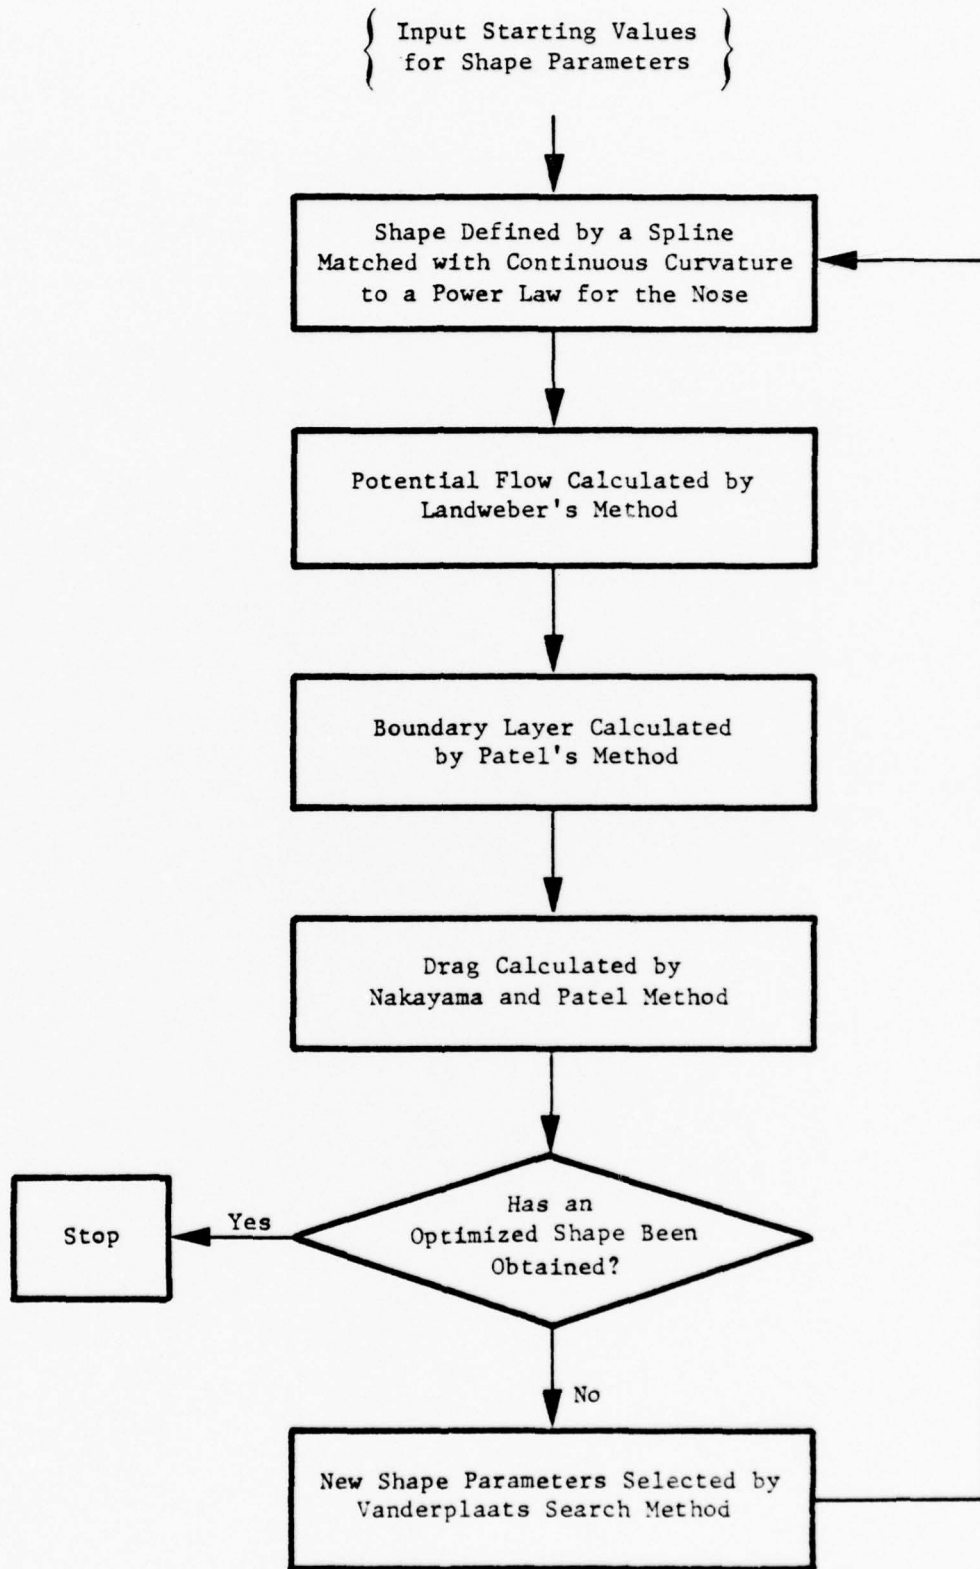 Input Starting Values
for Shape Parameters
Shape Defined by a Spline
Matched with Continuous Curvature
to a Power Law for the Nose
Potential Flow Calculated by
Landweber's Method
Boundary Layer Calculated
by Patel's Method
Drag Calculated by
Nakayama and Patel Method
Has an
Optimized Shape Been
Obtained?
Yes
Stop
No
New Shape Parameters Selected by
Vanderplaats Search Method